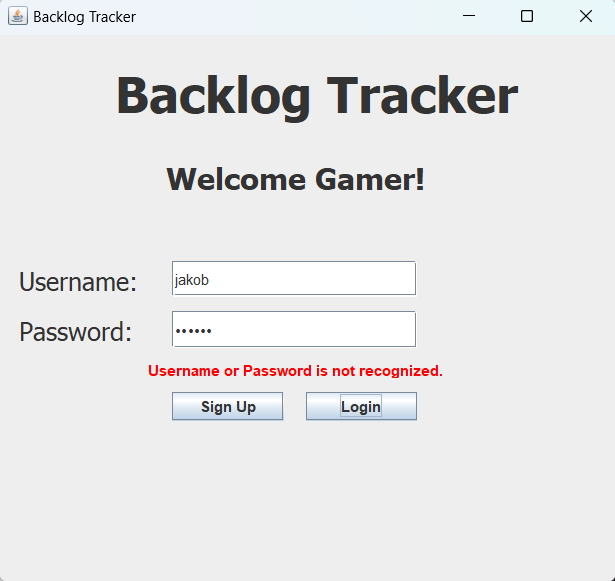 Backlog Tracker
Backlog Tracker
Welcome Gamer!
Username: jakob
Password: ••••••
Username or Password is not recognized.
Sign Up Login